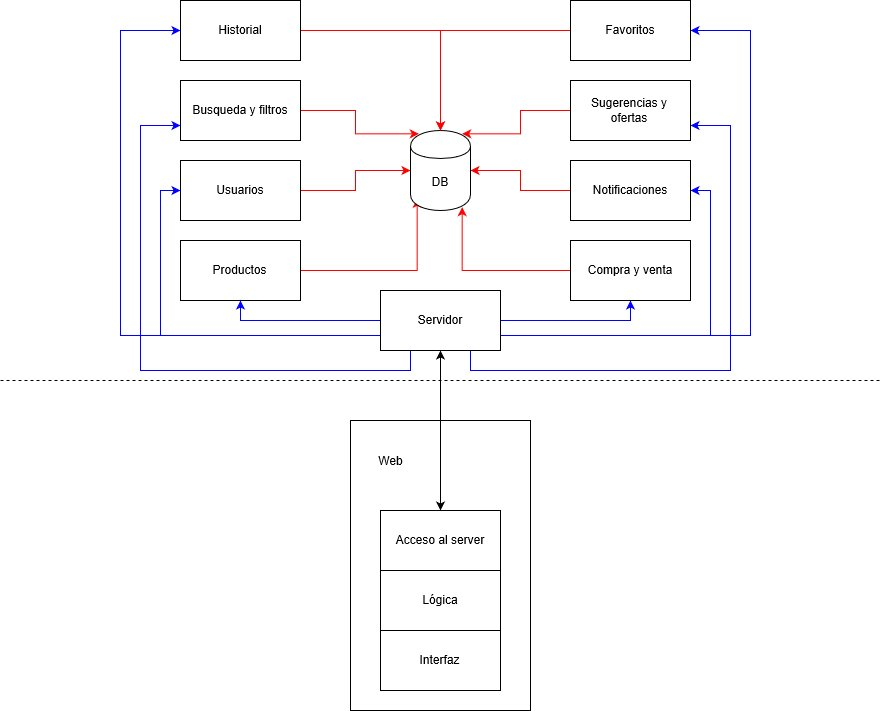 Historial
Favoritos
Busqueda y filtros
Sugerencias y
ofertas
DB
Usuarios
Notificaciones
Productos
Compra y venta
Servidor
Web
Acceso al server
Lógica
Interfaz